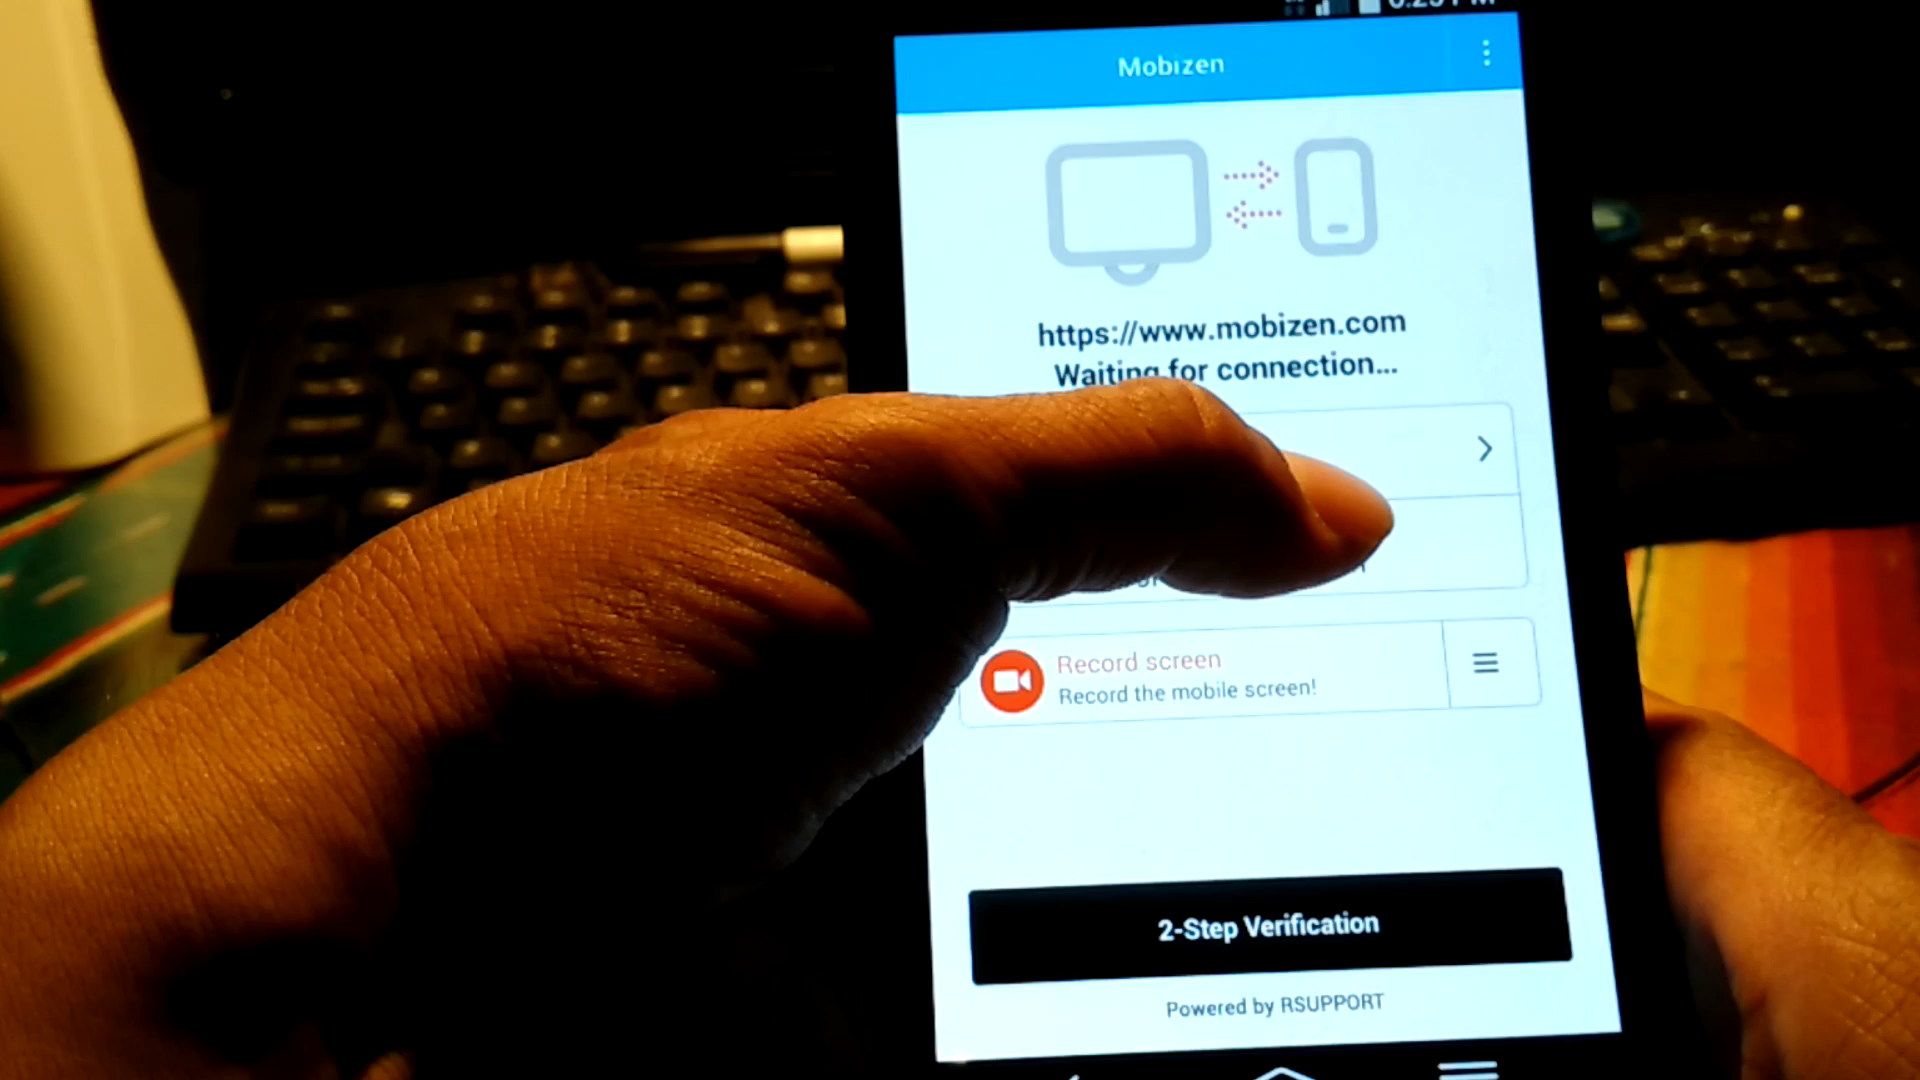 Mobizen
https://www.mobizen.com
Waiting for connection...
Record screen
Record the mobile screen!
2-Step Verification
Powered by RSUPPORT